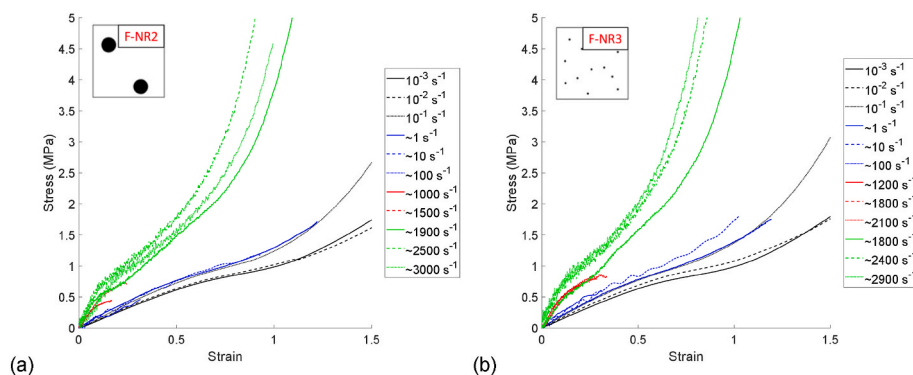 F-NR2
5
4.5
4
3.5
3
2.5
2
1.5
1
0.5
0
Stress (MPa)
0
0.5
1
1.5
Strain
10⁻³ s⁻¹
10⁻² s⁻¹
10⁻¹ s⁻¹
~1 s⁻¹
~10 s⁻¹
~100 s⁻¹
~1000 s⁻¹
~1500 s⁻¹
~1900 s⁻¹
~2500 s⁻¹
~3000 s⁻¹
(a)
F-NR3
5
4.5
4
3.5
3
2.5
2
1.5
1
0.5
0
Stress (MPa)
0
0.5
1
1.5
Strain
10⁻³ s⁻¹
10⁻² s⁻¹
10⁻¹ s⁻¹
~1 s⁻¹
~10 s⁻¹
~100 s⁻¹
~1200 s⁻¹
~1800 s⁻¹
~2100 s⁻¹
~1800 s⁻¹
~2400 s⁻¹
~2900 s⁻¹
(b)